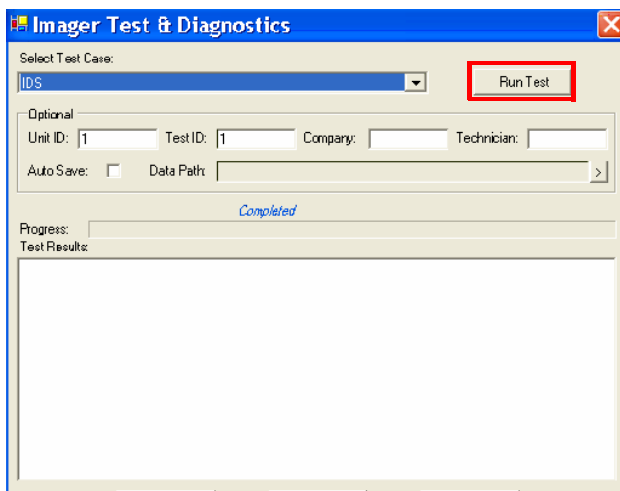 Imager Test & Diagnostics
Select Test Case:
IDS
Run Test
Optional
Unit ID: 1 Test ID: 1 Company: Technician:
Auto Save: Data Path: >
Completed
Progress:
Test Results: